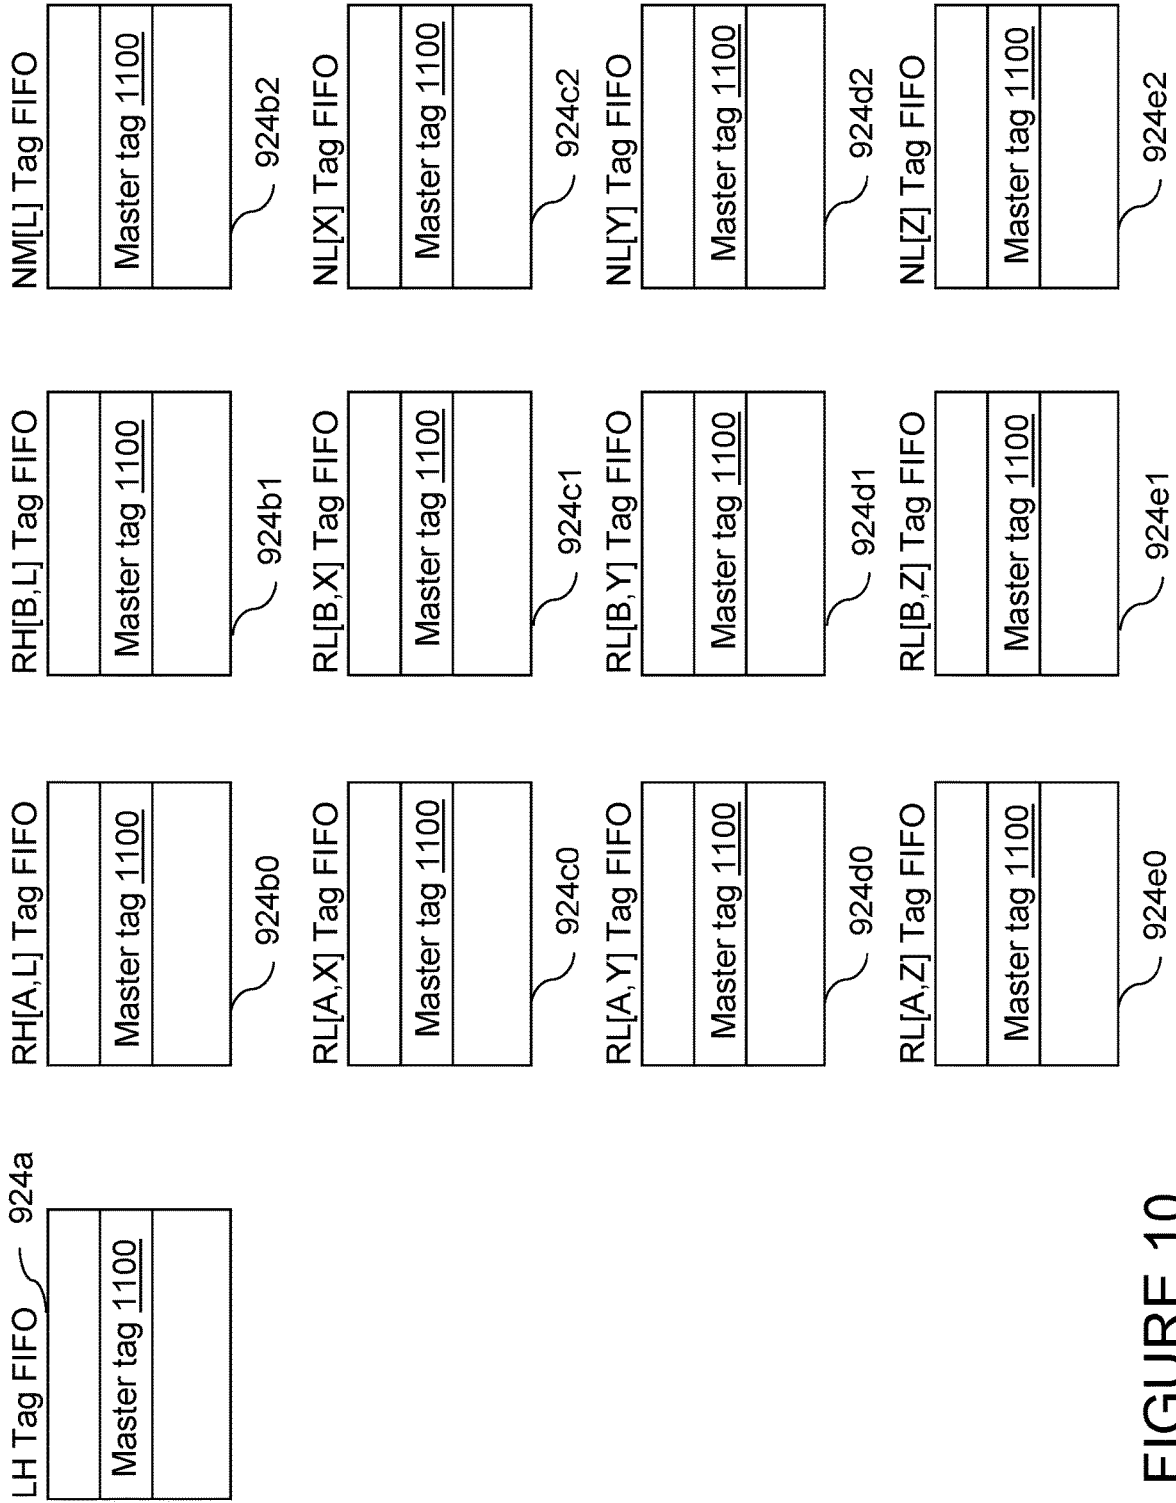 LH Tag FIFO
924a
Master tag 1100
RH[A,L] Tag FIFO
Master tag 1100
924b0
RH[B,L] Tag FIFO
Master tag 1100
924b1
NM[L] Tag FIFO
Master tag 1100
924b2
RL[A,X] Tag FIFO
Master tag 1100
924c0
RL[B,X] Tag FIFO
Master tag 1100
924c1
NL[X] Tag FIFO
Master tag 1100
924c2
RL[A,Y] Tag FIFO
Master tag 1100
924d0
RL[B,Y] Tag FIFO
Master tag 1100
924d1
NL[Y] Tag FIFO
Master tag 1100
924d2
RL[A,Z] Tag FIFO
Master tag 1100
924e0
RL[B,Z] Tag FIFO
Master tag 1100
924e1
NL[Z] Tag FIFO
Master tag 1100
924e2
FIGURE 10